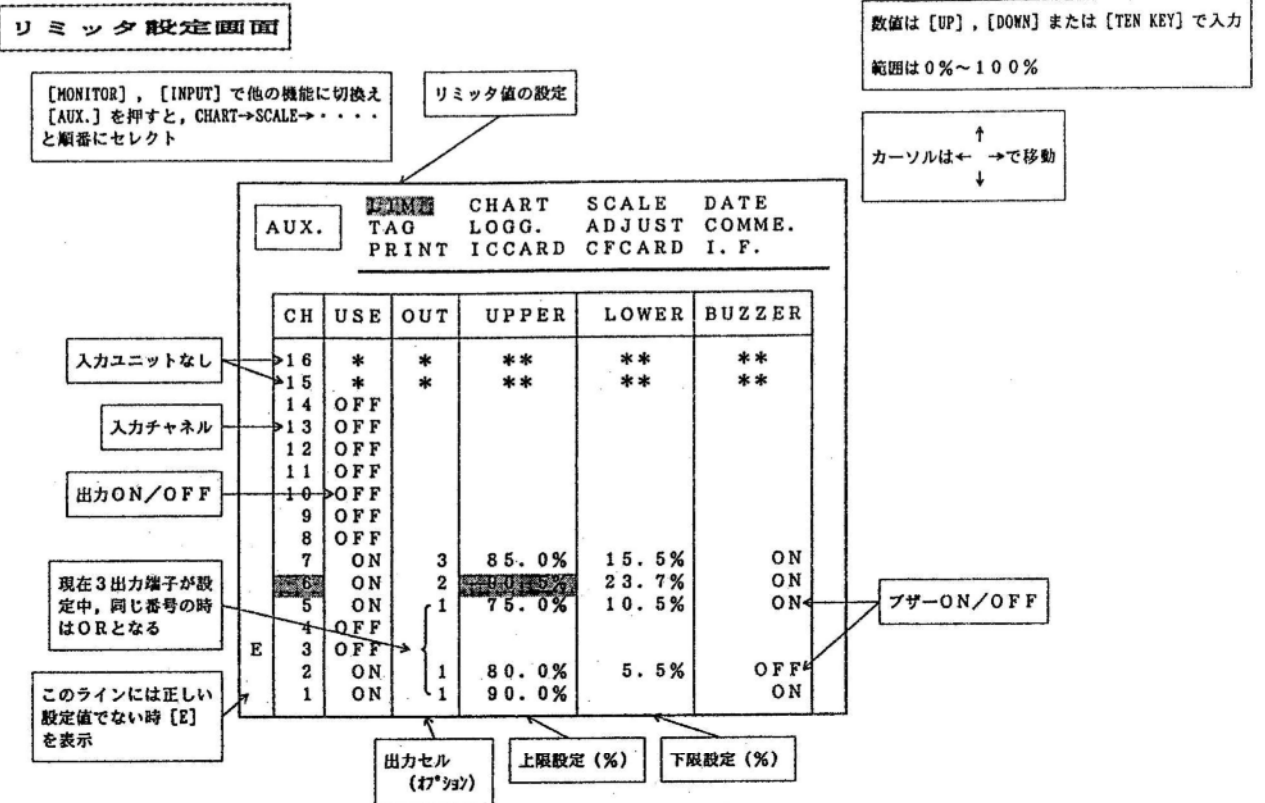 リミッタ設定画面
数値は [UP] , [DOWN] または [TEN KEY] で入力
範囲は0%～100%
[MONITOR] , [INPUT] で他の機能に切換え
[AUX.] を押すと, CHART→SCALE→・・・・
と順番にセレクト
リミッタ値の設定
↑
カーソルは← →で移動
↓
AUX.
LIMI CHART SCALE DATE
TAG LOGG. ADJUST COMME.
PRINT ICCARD CFCARD I. F.
CH USE OUT UPPER LOWER BUZZER
16 * * ** ** **
15 * * ** ** **
14 OFF
13 OFF
12 OFF
11 OFF
10 OFF
9 OFF
8 OFF
7 ON 3 85.0% 15.5% ON
6 ON 2 80.5% 23.7% ON
5 ON 1 75.0% 10.5% ON
4 OFF
E 3 OFF
2 ON 1 80.0% 5.5% OFF
1 ON 1 90.0% ON
入力ユニットなし
入力チャネル
出力ON／OFF
現在3出力端子が設
定中, 同じ番号の時
はORとなる
このラインには正しい
設定値でない時 [E]
を表示
ブザーON／OFF
出力セル
(ｵﾌﾟｼｮﾝ)
上限設定 (%)
下限設定 (%)